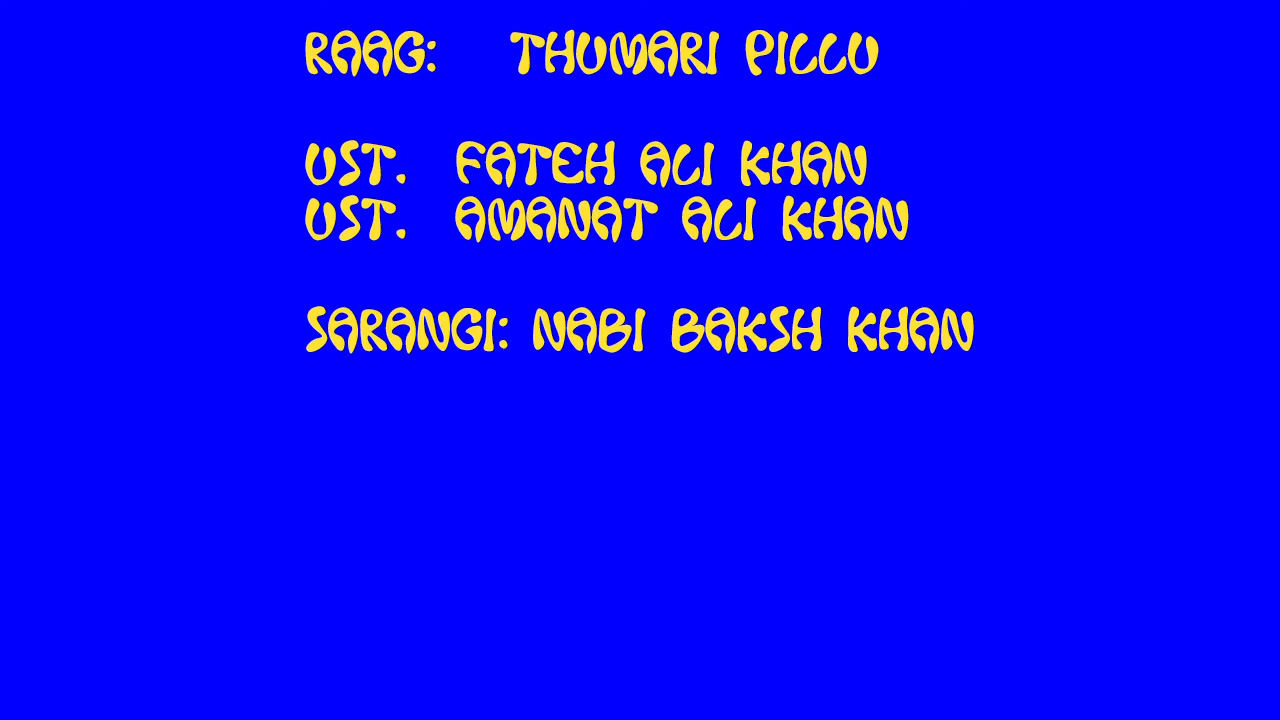 RAAG: THUMARI PILLU
UST. FATEH ALI KHAN
UST. AMANAT ALI KHAN
SARANGI: NABI BAKSH KHAN